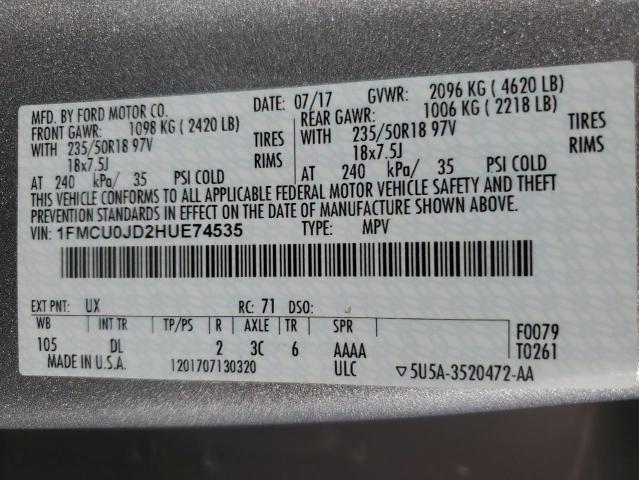 MFD. BY FORD MOTOR CO. DATE: 07/17 GVWR: 2096 KG (4620 LB)
FRONT GAWR: 1098 KG (2420 LB) REAR GAWR: 1006 KG (2218 LB)
WITH 235/50R18 97V TIRES WITH 235/50R18 97V TIRES
18x7.5J RIMS 18x7.5J RIMS
AT 240 kPa/ 35 PSI COLD AT 240 kPa/ 35 PSI COLD
THIS VEHICLE CONFORMS TO ALL APPLICABLE FEDERAL MOTOR VEHICLE SAFETY AND THEFT
PREVENTION STANDARDS IN EFFECT ON THE DATE OF MANUFACTURE SHOWN ABOVE.
VIN: 1FMCU0JD2HUE74535 TYPE: MPV
EXT PNT: UX RC: 71 DSO:
WB INT TR TP/PS R AXLE TR SPR F0079
105 DL 2 3C 6 AAAA T0261
MADE IN U.S.A. 1201707130320 ULC ▽5U5A-3520472-AA